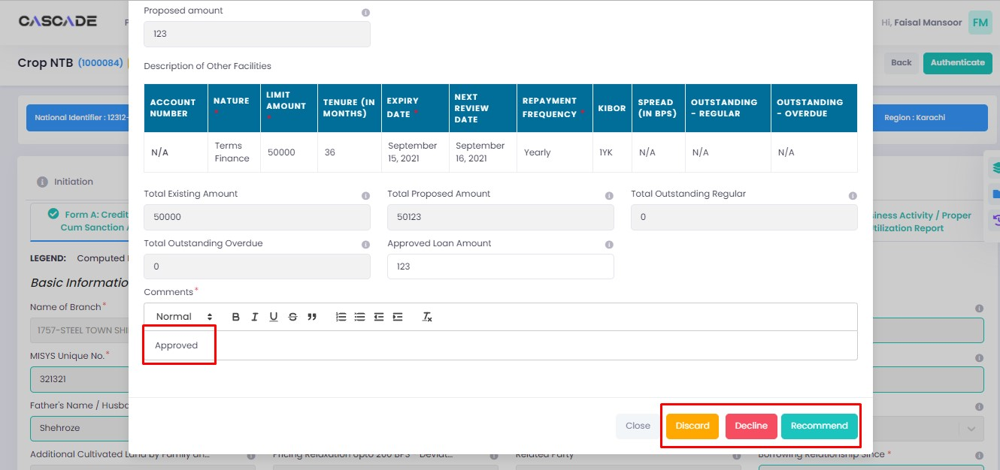 Proposed amount
CASCADE
P
123
Hi, Faisal Mansoor FM
Crop NTB (1000084)
Back Authenticate
Description of Other Facilities
ACCOUNT NUMBER NATURE * LIMIT AMOUNT * TENURE (IN MONTHS) EXPIRY DATE * NEXT REVIEW DATE REPAYMENT FREQUENCY * KIBOR SPREAD (IN BPS) OUTSTANDING - REGULAR OUTSTANDING - OVERDUE
National Identifier : 12312-
Region : Karachi
N/A Terms Finance 50000 36 September 15, 2021 September 16, 2021 Yearly 1YK N/A N/A N/A
Initiation
Total Existing Amount Total Proposed Amount Total Outstanding Regular
50000 50123 0
Form A: Credit
Cum Sanction A
siness Activity / Proper
Utilization Report
Total Outstanding Overdue Approved Loan Amount
0 123
LEGEND: Computed
Basic Informatio
Comments*
Name of Branch*
Normal B I U S
1757-STEEL TOWN SHI
Approved
MISYS Unique No.*
321321
Father's Name / Husba
Shehroze
Close Discard Decline Recommend
Additional Cultivated Land by Family an... Pricing Relaxation Upto 200 BPS - Deviat... Related Party Borrowing Relationship Since *